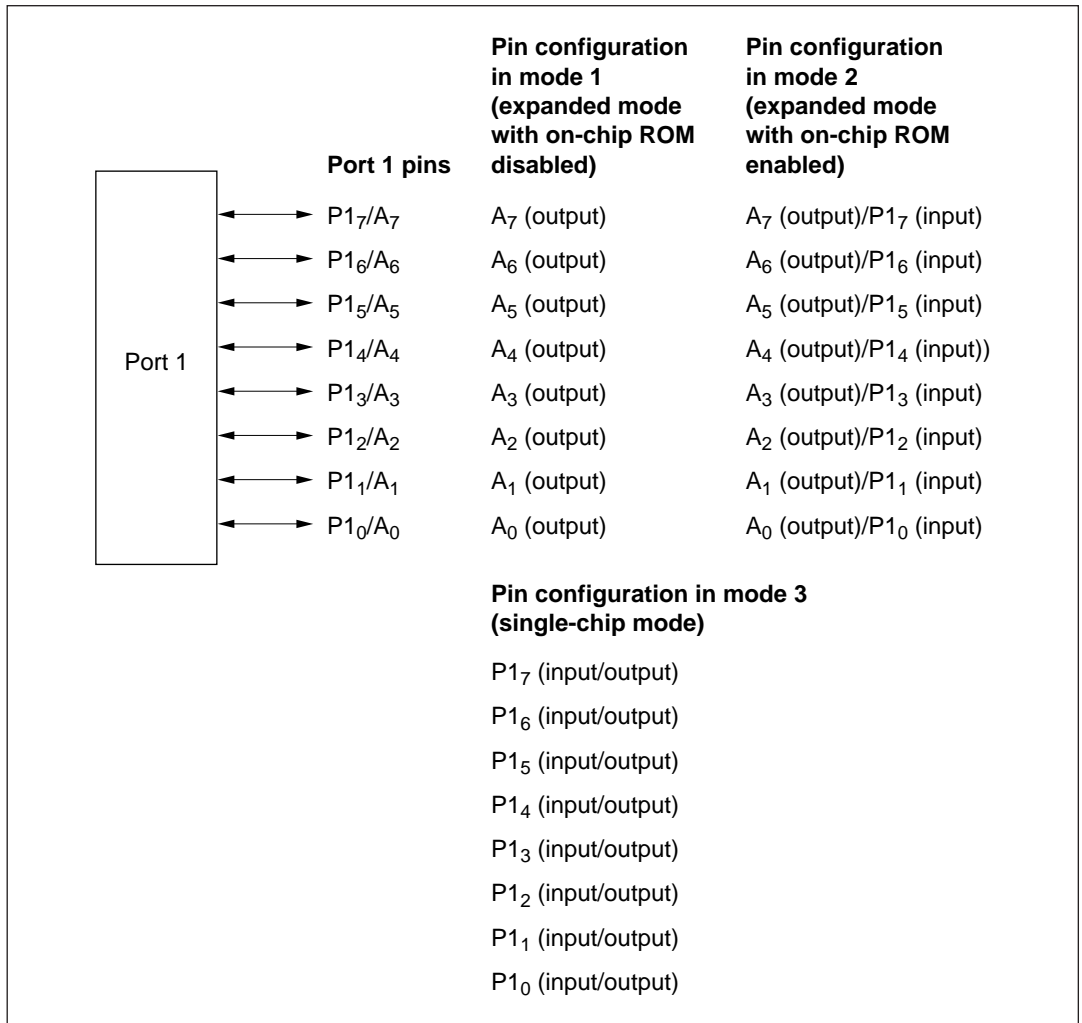 Pin configuration in mode 1 (expanded mode with on-chip ROM disabled)
Pin configuration in mode 2 (expanded mode with on-chip ROM enabled)
Port 1 pins
Port 1
P1₇/A₇ A₇ (output) A₇ (output)/P1₇ (input)
P1₆/A₆ A₆ (output) A₆ (output)/P1₆ (input)
P1₅/A₅ A₅ (output) A₅ (output)/P1₅ (input)
P1₄/A₄ A₄ (output) A₄ (output)/P1₄ (input))
P1₃/A₃ A₃ (output) A₃ (output)/P1₃ (input)
P1₂/A₂ A₂ (output) A₂ (output)/P1₂ (input)
P1₁/A₁ A₁ (output) A₁ (output)/P1₁ (input)
P1₀/A₀ A₀ (output) A₀ (output)/P1₀ (input)
Pin configuration in mode 3
(single-chip mode)
P1₇ (input/output)
P1₆ (input/output)
P1₅ (input/output)
P1₄ (input/output)
P1₃ (input/output)
P1₂ (input/output)
P1₁ (input/output)
P1₀ (input/output)